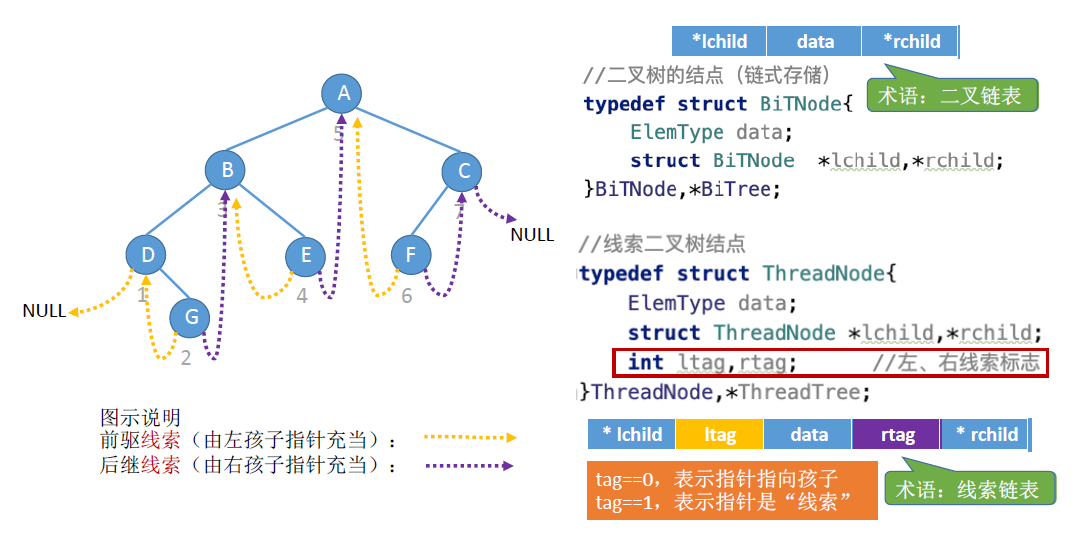 A
5
B
3
C
7
NULL
D
1
E
4
F
6
NULL
G
2
图示说明
前驱线索（由左孩子指针充当）：
后继线索（由右孩子指针充当）：
*lchild data *rchild
//二叉树的结点（链式存储）
术语：二叉链表
typedef struct BiTNode{
ElemType data;
struct BiTNode *lchild,*rchild;
}BiTNode,*BiTree;
//线索二叉树结点
typedef struct ThreadNode{
ElemType data;
struct ThreadNode *lchild,*rchild;
int ltag,rtag; //左、右线索标志
}ThreadNode,*ThreadTree;
* lchild ltag data rtag * rchild
tag==0，表示指针指向孩子
tag==1，表示指针是“线索”
术语：线索链表